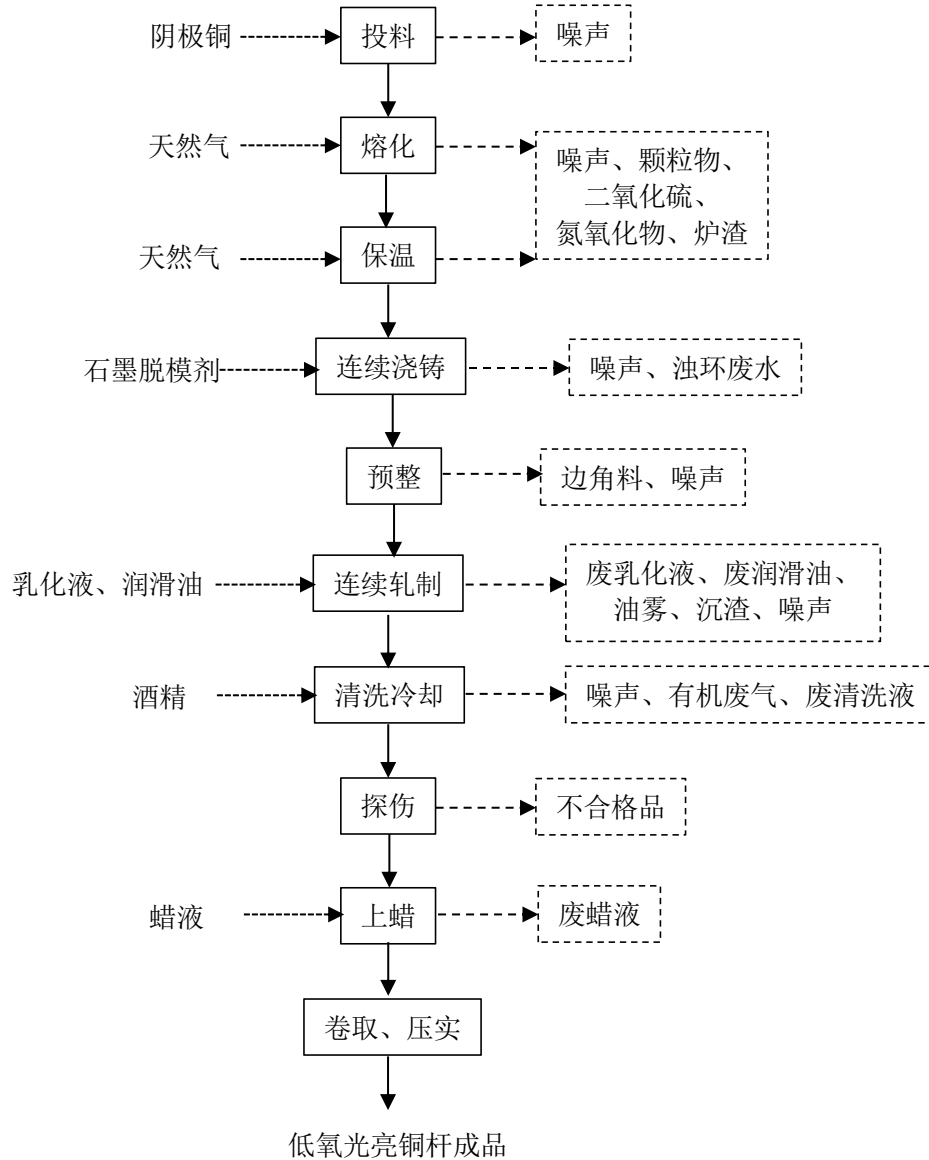 阴极铜
投料
噪声
天然气
熔化
噪声、颗粒物、
二氧化硫、
氮氧化物、炉渣
天然气
保温
石墨脱模剂
连续浇铸
噪声、浊环废水
预整
边角料、噪声
乳化液、润滑油
连续轧制
废乳化液、废润滑油、
油雾、沉渣、噪声
酒精
清洗冷却
噪声、有机废气、废清洗液
探伤
不合格品
蜡液
上蜡
废蜡液
卷取、压实
低氧光亮铜杆成品